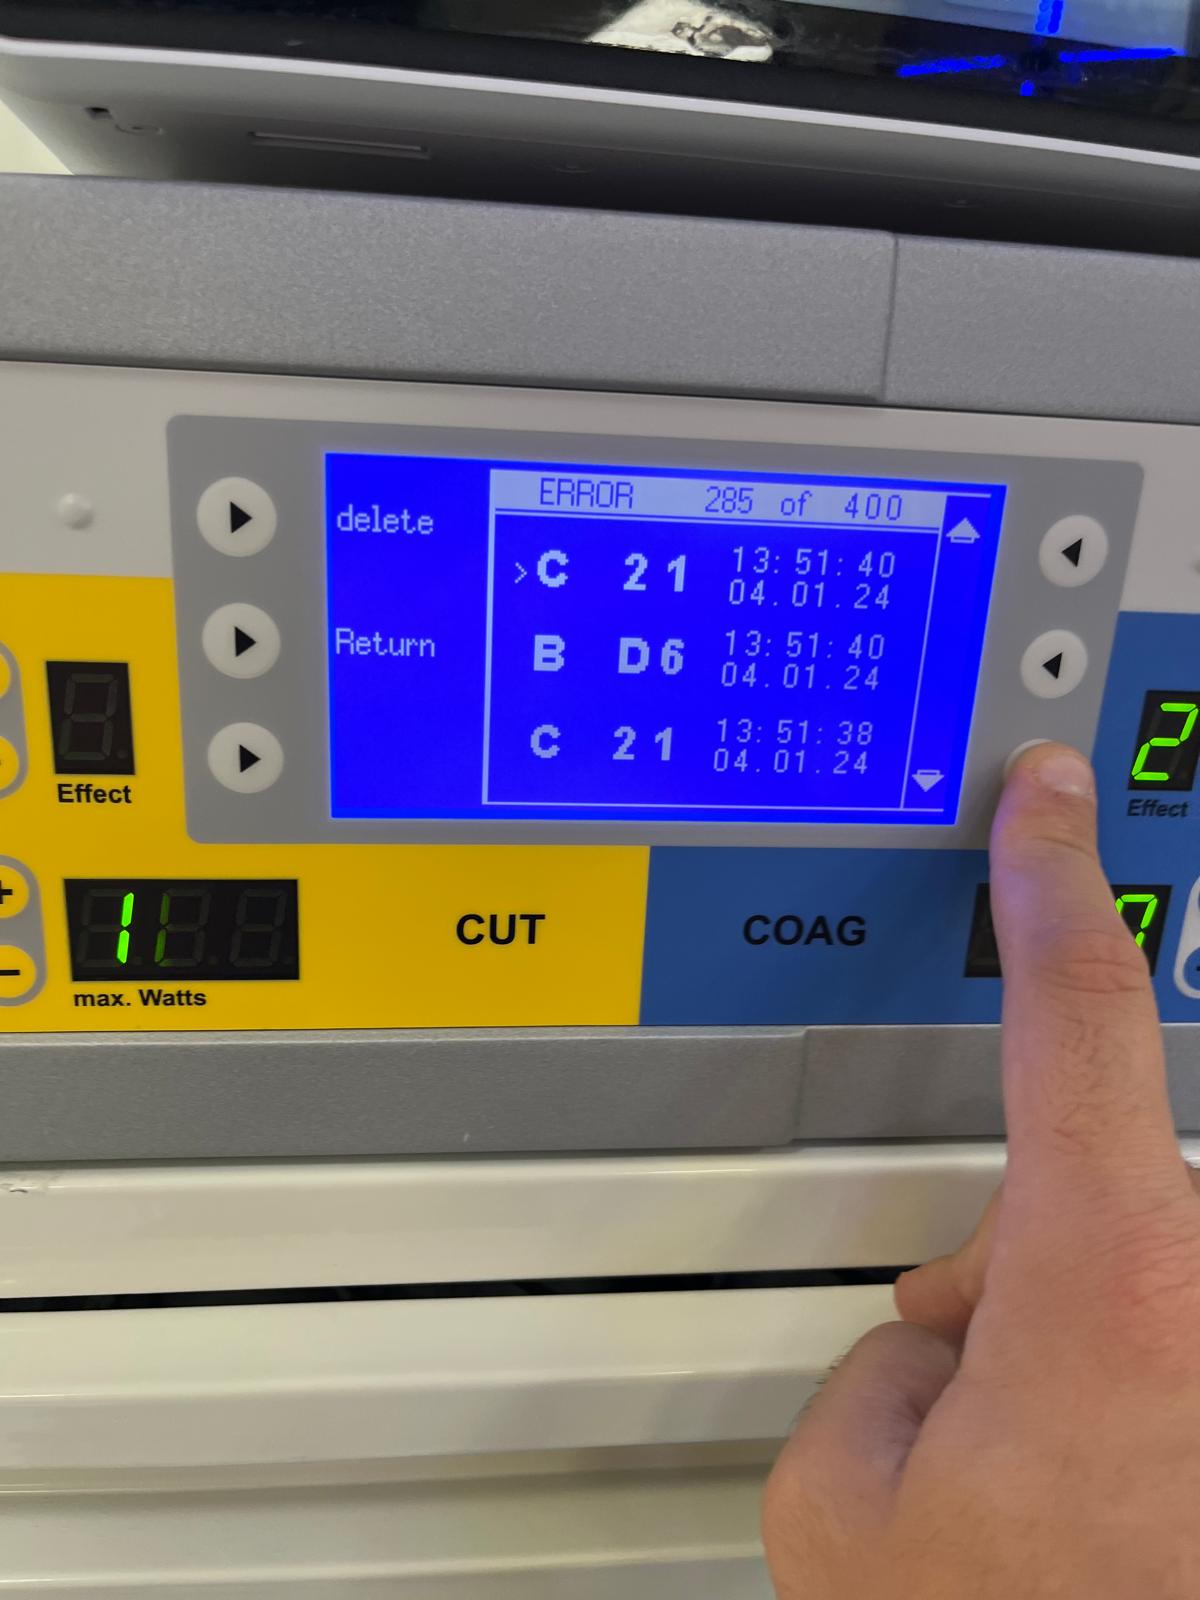 delete
Return
ERROR 285 of 400
>C 21 13:51:40
04.01.24
B D6 13:51:40
04.01.24
C 21 13:51:38
04.01.24
Effect
max. Watts
CUT
COAG
2
Effect
+
−